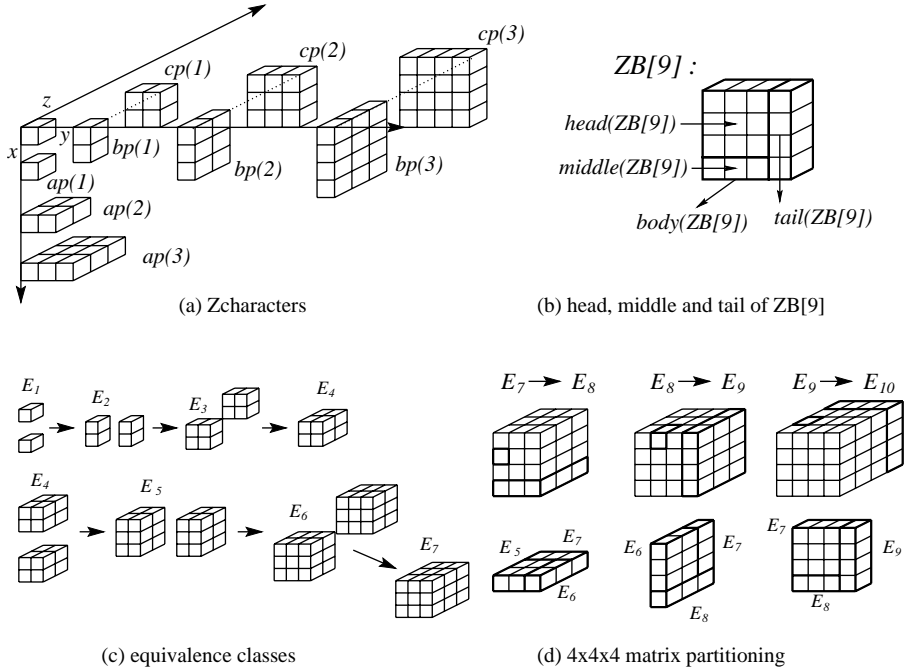 cp(1)
cp(2)
cp(3)
z
y
x
bp(1)
bp(2)
bp(3)
ap(1)
ap(2)
ap(3)
(a) Zcharacters
ZB[9] :
head(ZB[9])
middle(ZB[9])
body(ZB[9])
tail(ZB[9])
(b) head, middle and tail of ZB[9]
E1
E2
E3
E4
E4
E5
E6
E7
(c) equivalence classes
E7 → E8
E8 → E9
E9 → E10
E5
E7
E6
E6
E7
E8
E7
E9
E8
(d) 4x4x4 matrix partitioning